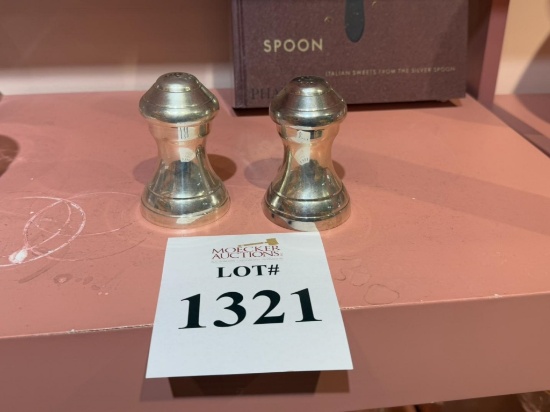 SPOON
ITALIAN SWEETS FROM THE SILVER SPOON
MOECKER
AUCTIONS
LOT#
1321